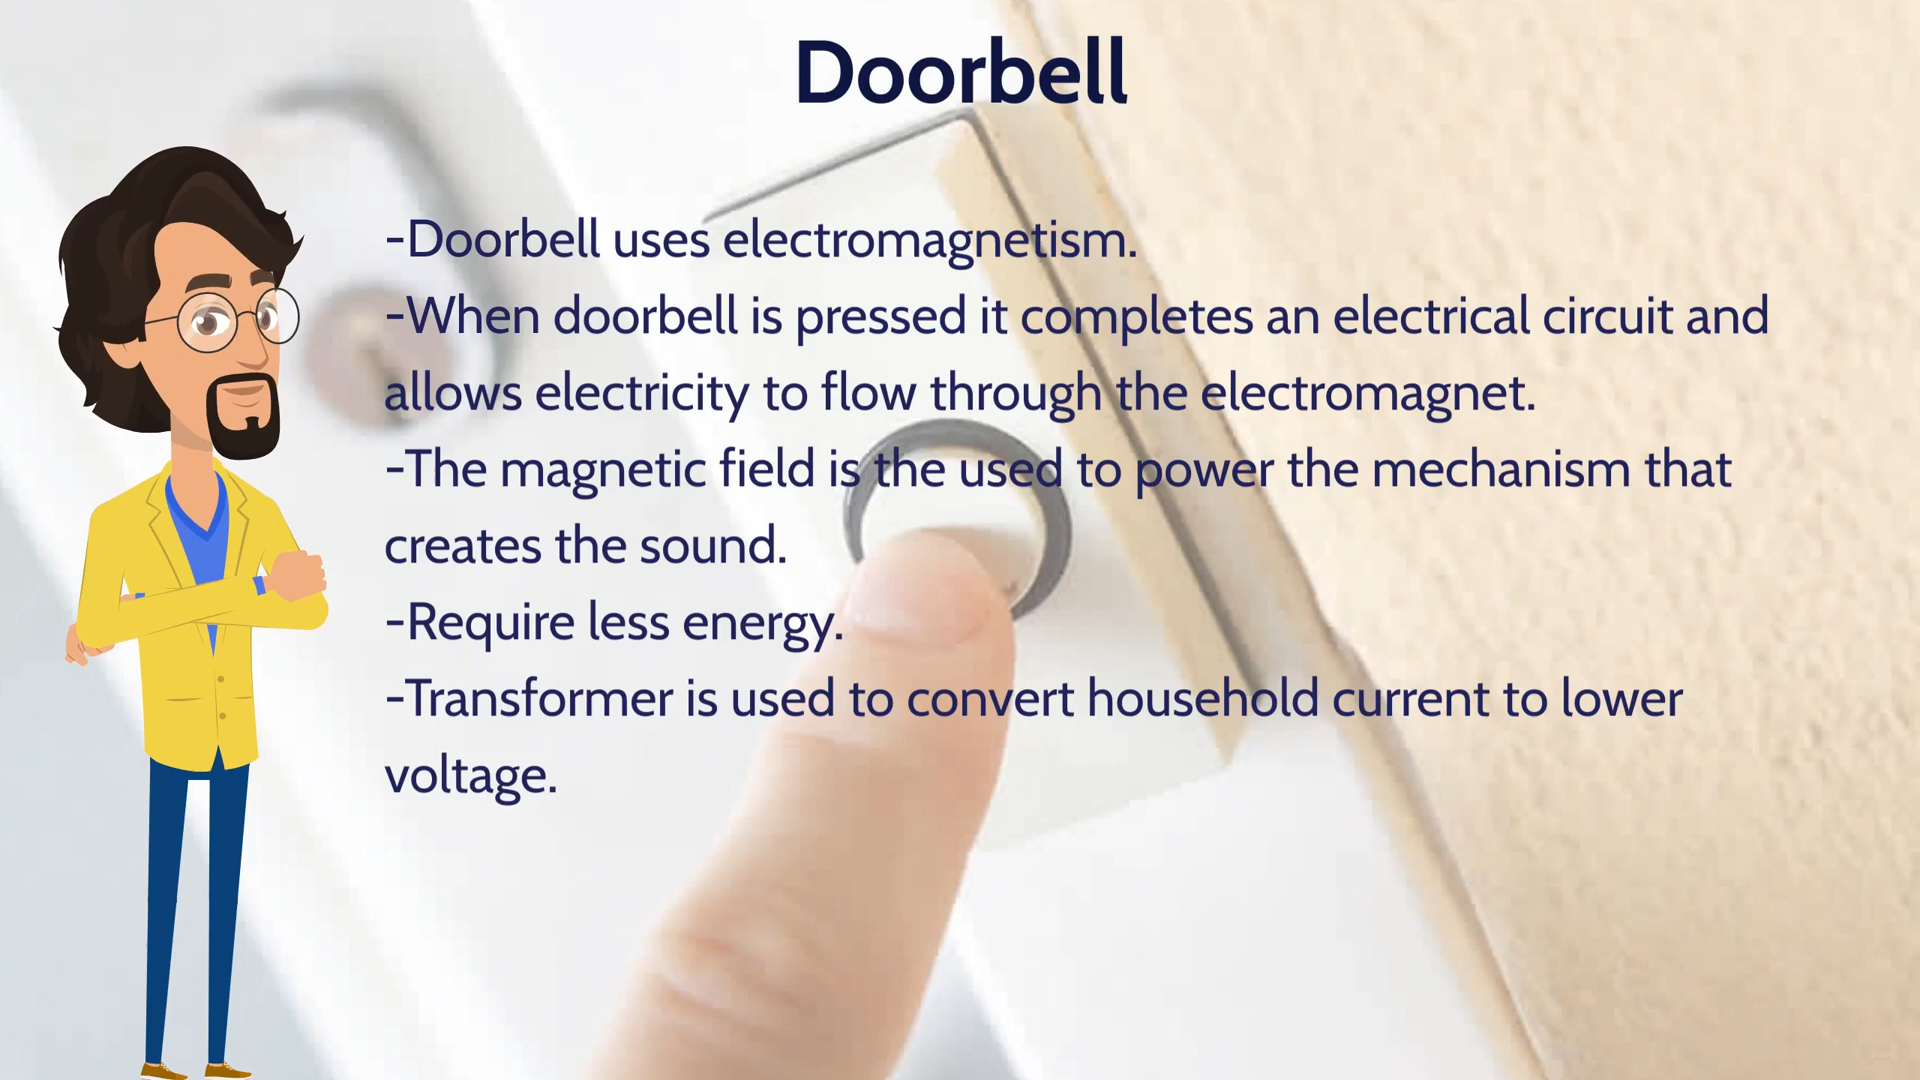 Doorbell
-Doorbell uses electromagnetism.
-When doorbell is pressed it completes an electrical circuit and
allows electricity to flow through the electromagnet.
-The magnetic field is the used to power the mechanism that
creates the sound.
-Require less energy.
-Transformer is used to convert household current to lower
voltage.